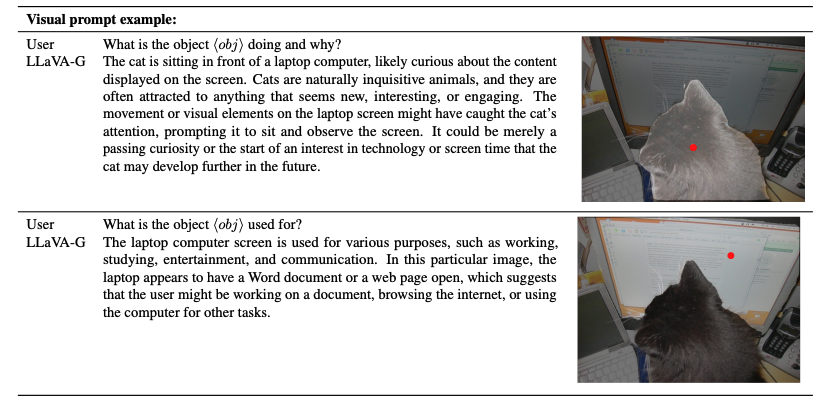 Visual prompt example:
User What is the object ⟨obj⟩ doing and why?
LLaVA-G The cat is sitting in front of a laptop computer, likely curious about the content
displayed on the screen. Cats are naturally inquisitive animals, and they are
often attracted to anything that seems new, interesting, or engaging. The
movement or visual elements on the laptop screen might have caught the cat's
attention, prompting it to sit and observe the screen. It could be merely a
passing curiosity or the start of an interest in technology or screen time that the
cat may develop further in the future.
User What is the object ⟨obj⟩ used for?
LLaVA-G The laptop computer screen is used for various purposes, such as working,
studying, entertainment, and communication. In this particular image, the
laptop appears to have a Word document or a web page open, which suggests
that the user might be working on a document, browsing the internet, or using
the computer for other tasks.